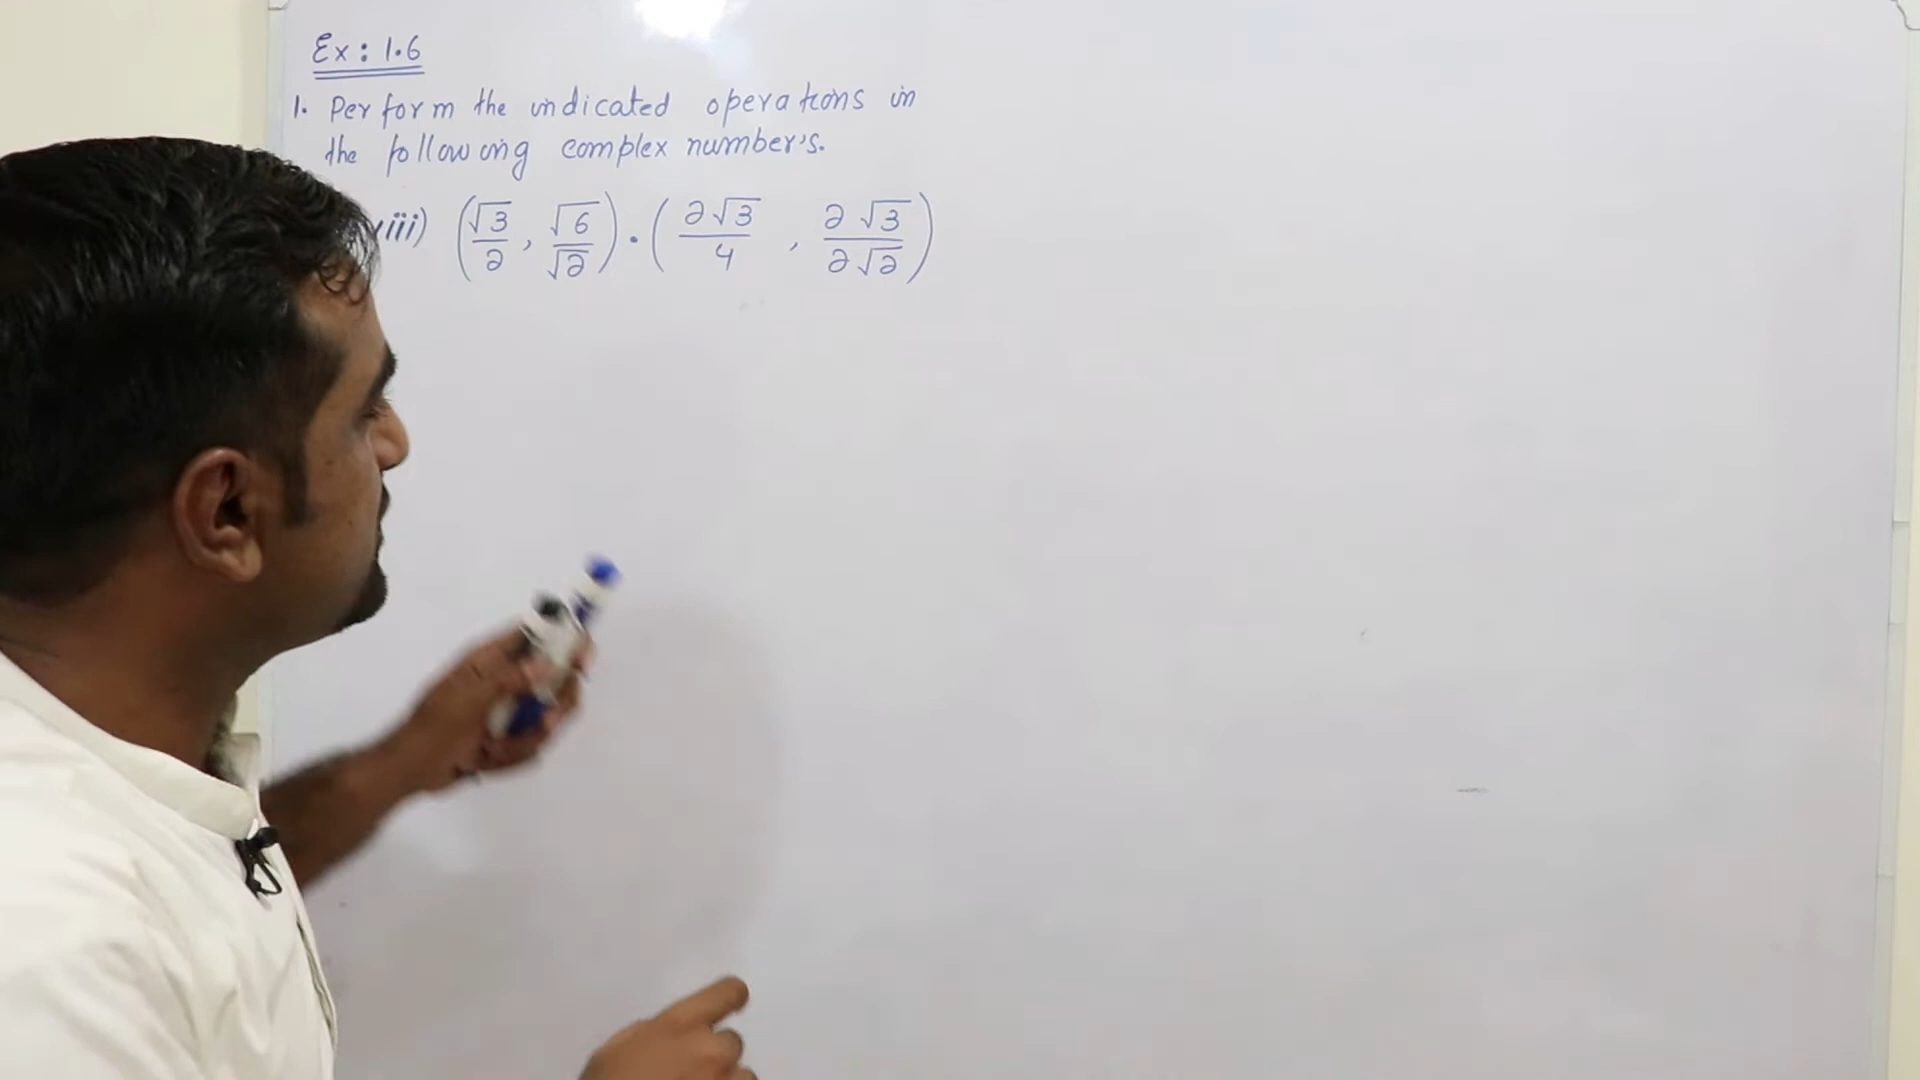 Ex: 1.6
1. Perform the indicated operations in
the following complex number's.
viii) (√3/2, √6/√2) · (2√3/4, 2√3/2√2)